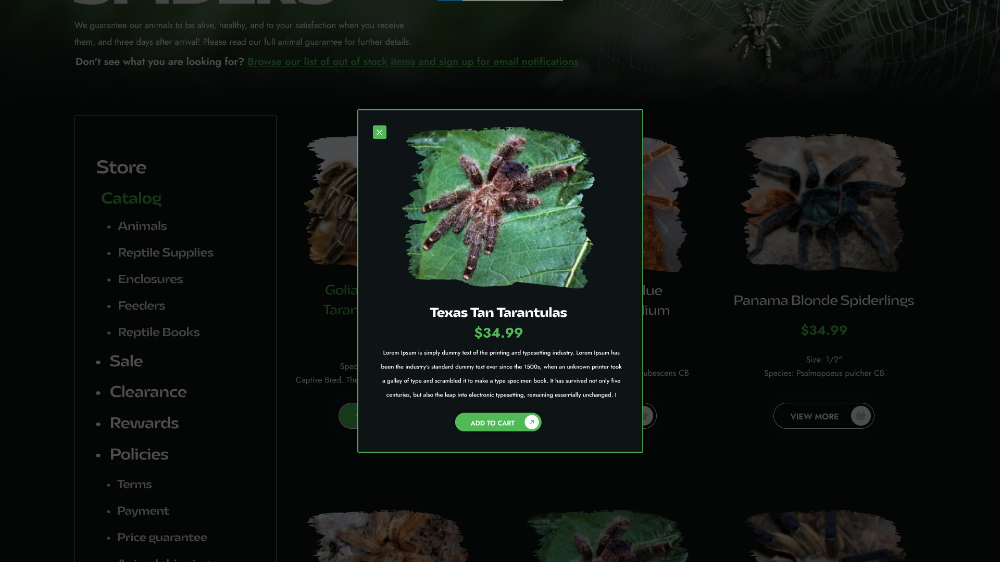 We guarantee our animals to be alive, healthy, and to your satisfaction when you receive
them, and three days after arrival! Please read our full animal guarantee for further details.
Don't see what you are looking for? Browse our list of out of stock items and sign up for email notifications
Store
Catalog
• Animals
• Reptile Supplies
• Enclosures
• Feeders
• Reptile Books
• Sale
• Clearance
• Rewards
• Policies
• Terms
• Payment
• Price guarantee
Captive Bred. The
Texas Tan Tarantulas
$34.99
Lorem Ipsum is simply dummy text of the printing and typesetting industry. Lorem Ipsum has
been the industry's standard dummy text ever since the 1500s, when an unknown printer took
a galley of type and scrambled it to make a type specimen book. It has survived not only five
centuries, but also the leap into electronic typesetting, remaining essentially unchanged. I
ADD TO CART
CB
Panama Blonde Spiderlings
$34.99
Size: 1/2"
Species: Psalmopoeus pulcher CB
VIEW MORE